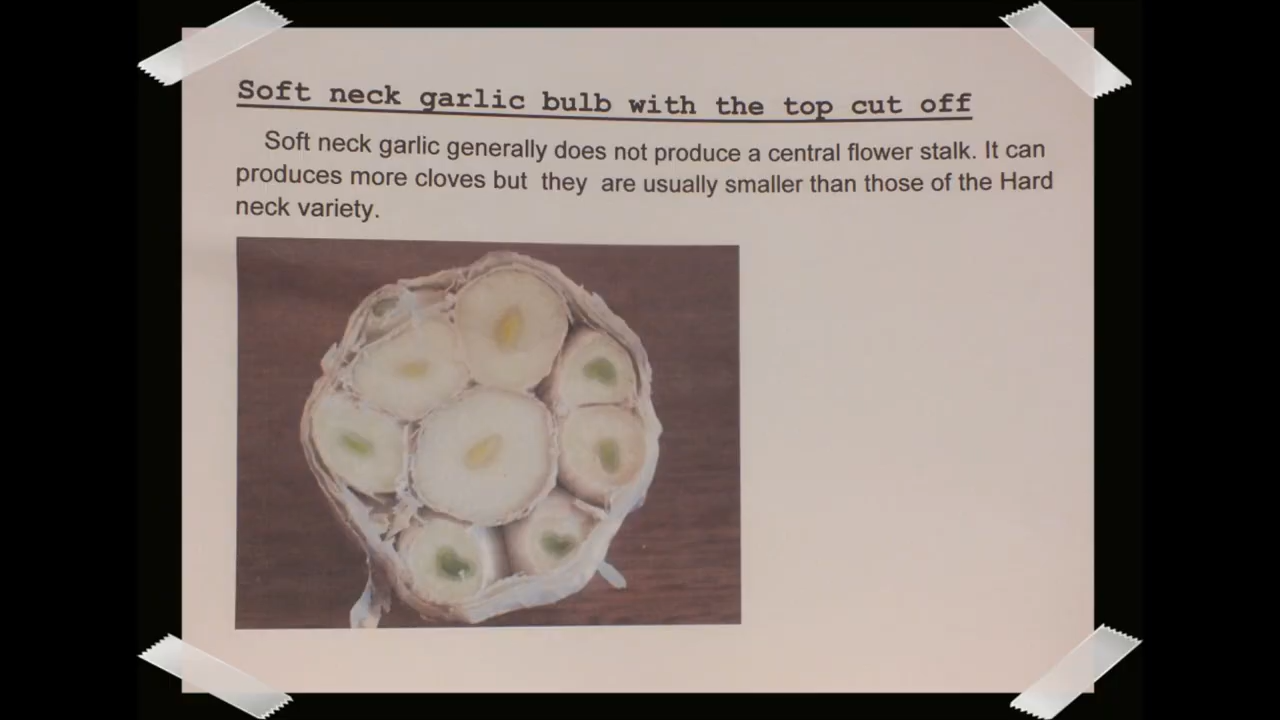 Soft neck garlic bulb with the top cut off
Soft neck garlic generally does not produce a central flower stalk. It can
produces more cloves but they are usually smaller than those of the Hard
neck variety.